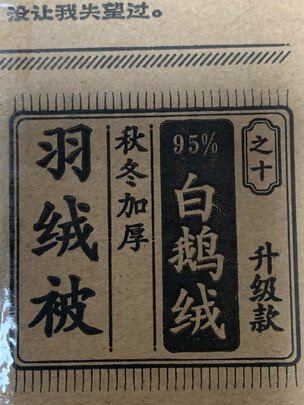 没让我失望过。
之十
升级款
95%
白鹅绒
秋冬加厚
羽绒被